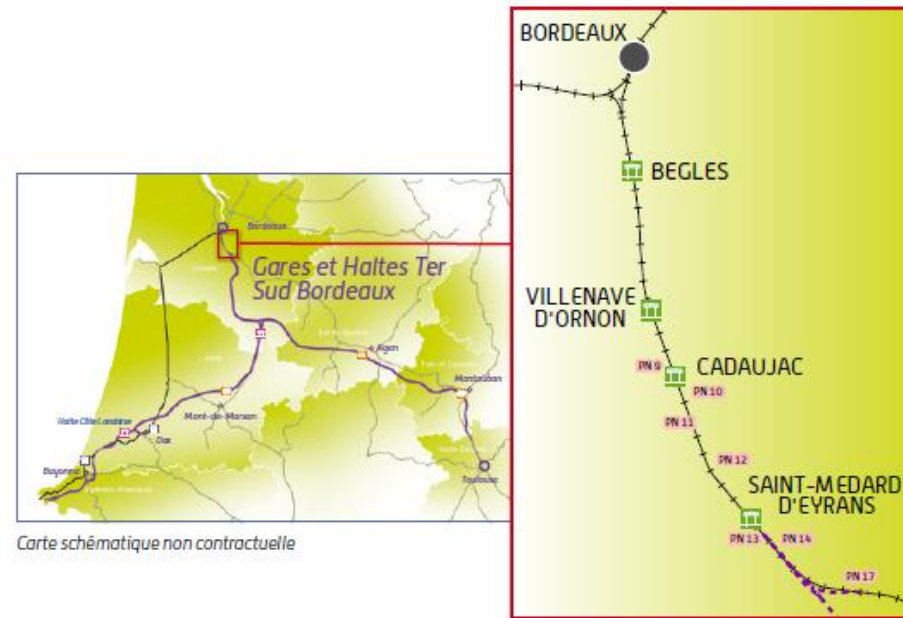 Bordeaux
Gares et Haltes Ter
Sud Bordeaux
Agen
Montauban
Halte Côte Landaise
Mont-de-Marsan
Dax
Bayonne
Toulouse
Carte schématique non contractuelle
BORDEAUX
BEGLES
VILLENAVE
D'ORNON
PN 9
CADAUJAC
PN 10
PN 11
PN 12
SAINT-MEDARD
D'EYRANS
PN 13
PN 14
PN 17